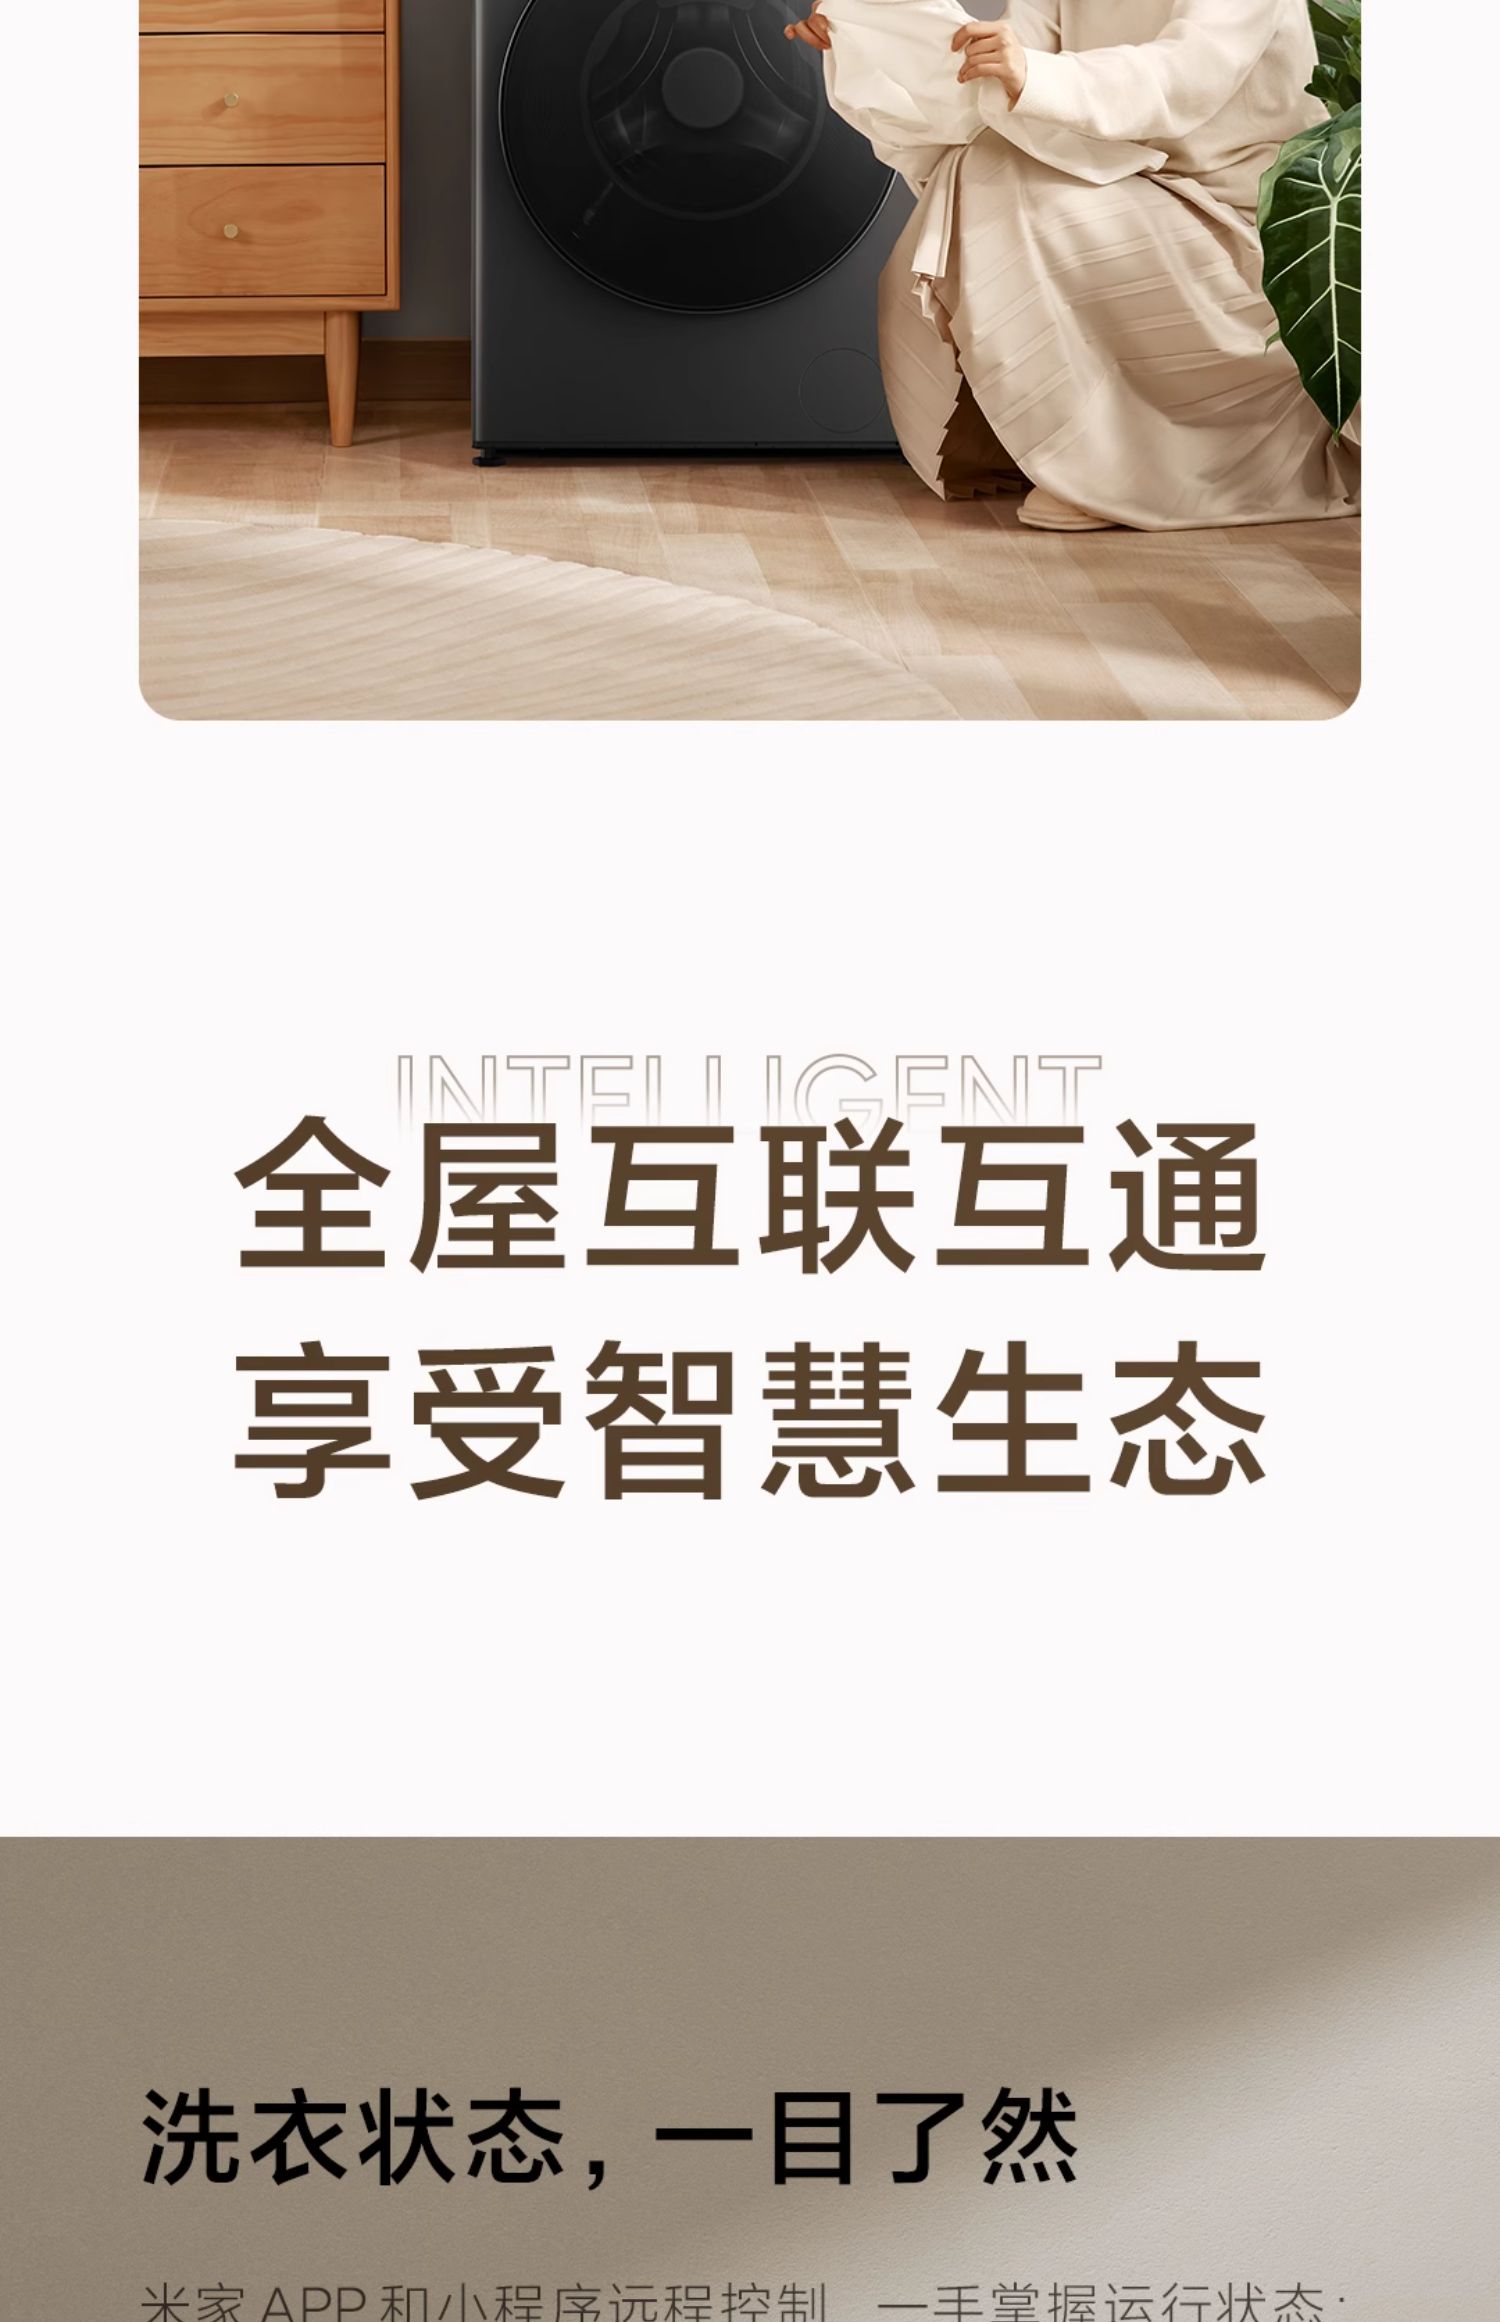 INTELLIGENT
全屋互联互通
享受智慧生态
洗衣状态，一目了然
米家 APP 和小程序远程控制 一手掌握运行状态；